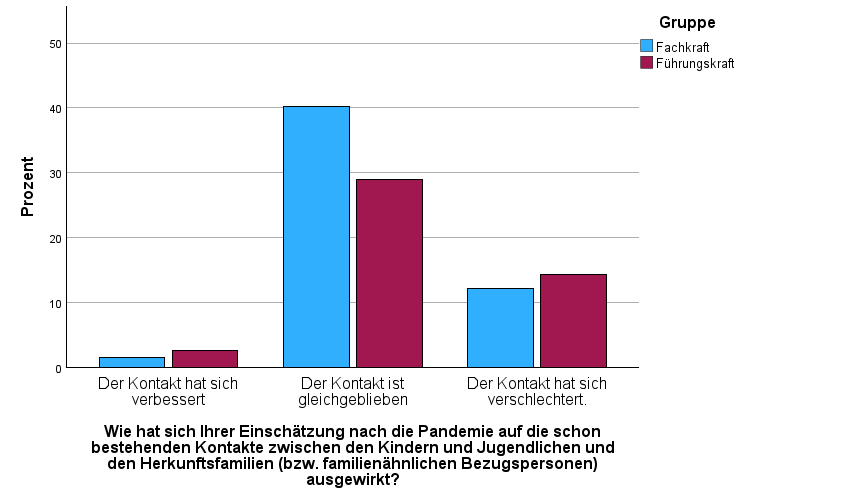 Gruppe
Fachkraft
Führungskraft
Prozent
50
40
30
20
10
0
Der Kontakt hat sich
verbessert
Der Kontakt ist
gleichgeblieben
Der Kontakt hat sich
verschlechtert.
Wie hat sich Ihrer Einschätzung nach die Pandemie auf die schon
bestehenden Kontakte zwischen den Kindern und Jugendlichen und
den Herkunftsfamilien (bzw. familienähnlichen Bezugspersonen)
ausgewirkt?